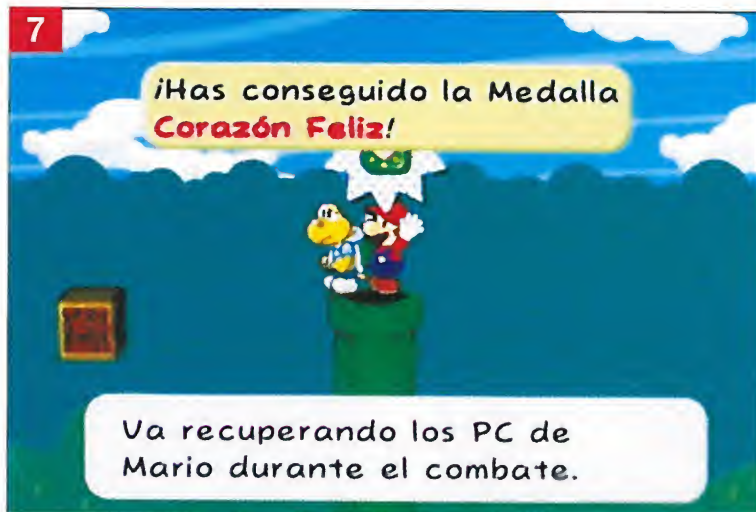 7
¡Has conseguido la Medalla
Corazón Feliz!
Va recuperando los PC de
Mario durante el combate.